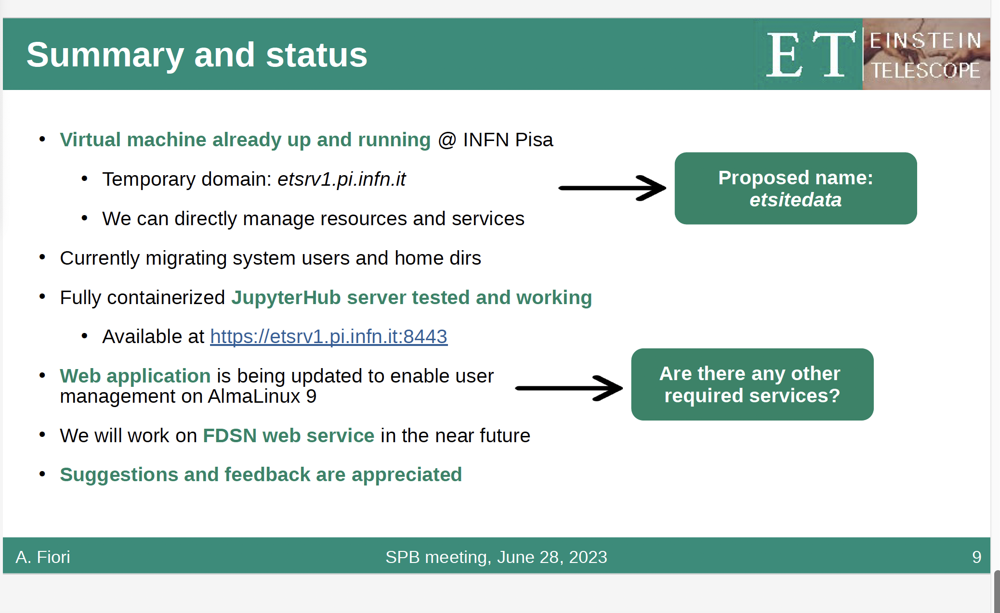 Summary and status
E T EINSTEIN
TELESCOPE
• Virtual machine already up and running @ INFN Pisa
• Temporary domain: etsrv1.pi.infn.it
• We can directly manage resources and services
Proposed name:
etsitedata
• Currently migrating system users and home dirs
• Fully containerized JupyterHub server tested and working
• Available at https://etsrv1.pi.infn.it:8443
• Web application is being updated to enable user
management on AlmaLinux 9
Are there any other
required services?
• We will work on FDSN web service in the near future
• Suggestions and feedback are appreciated
A. Fiori
SPB meeting, June 28, 2023
9